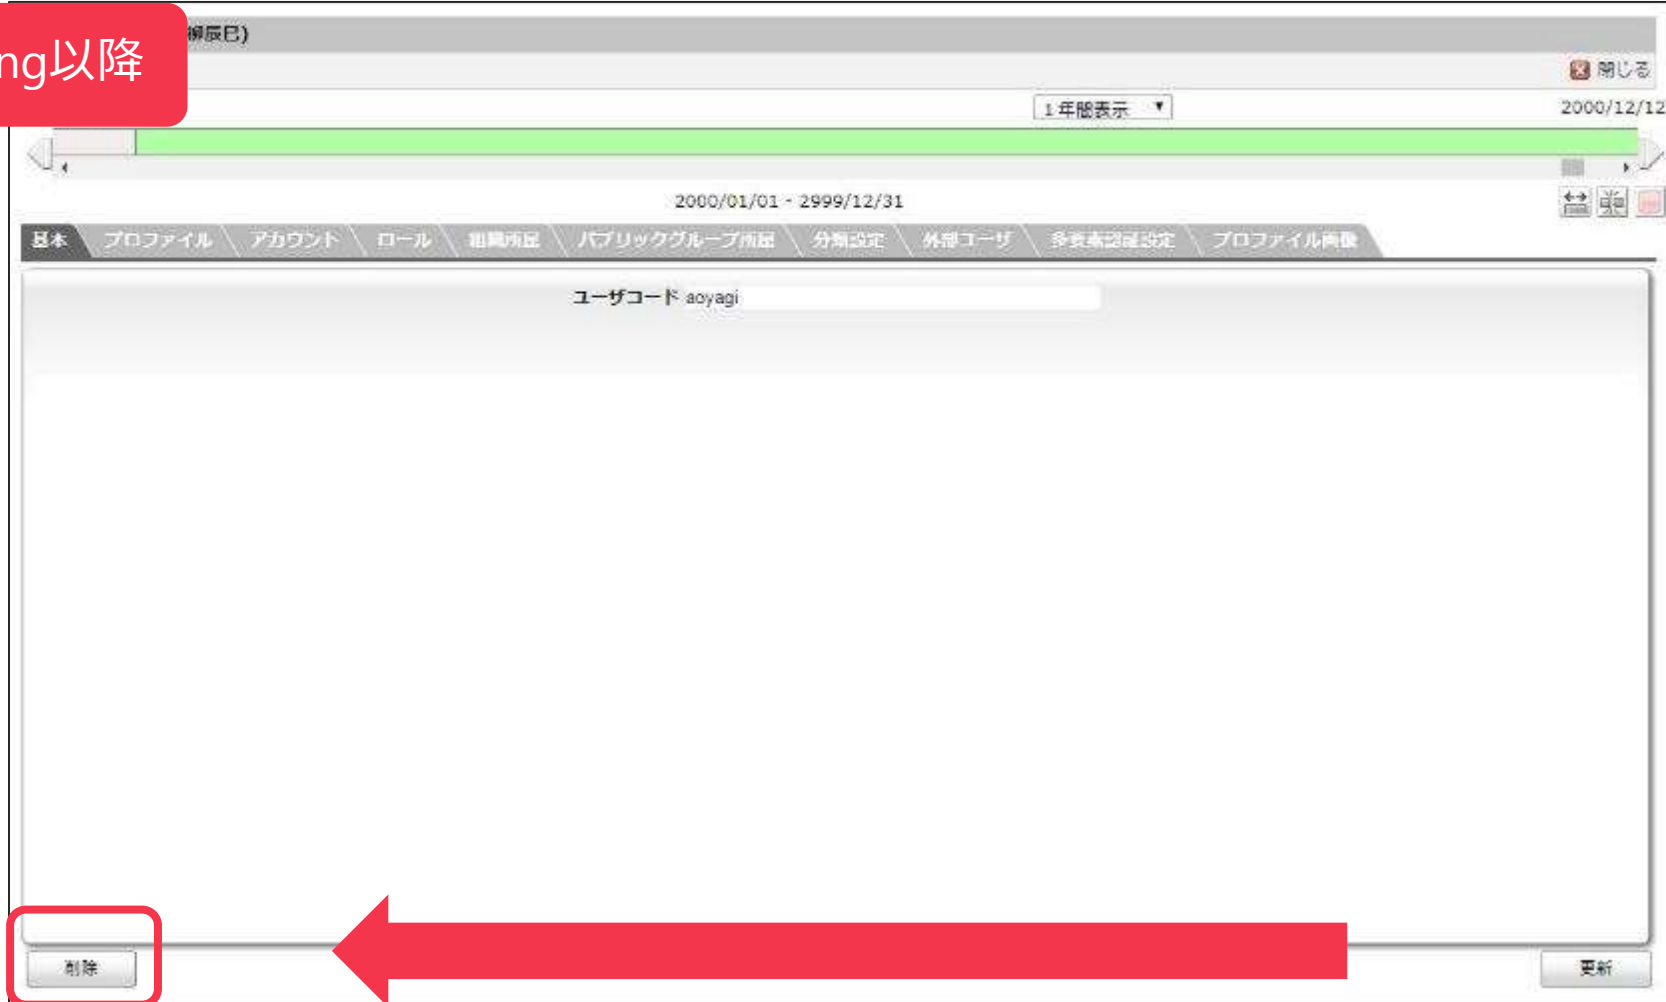 柳辰巳)
ng以降
閉じる
1年間表示
2000/12/12
2000/01/01 - 2999/12/31
基本 プロファイル アカウント ロール 組織所属 パブリックグループ所属 分類設定 外部ユーザ 多要素認証設定 プロファイル画像
ユーザコード aoyagi
削除
更新